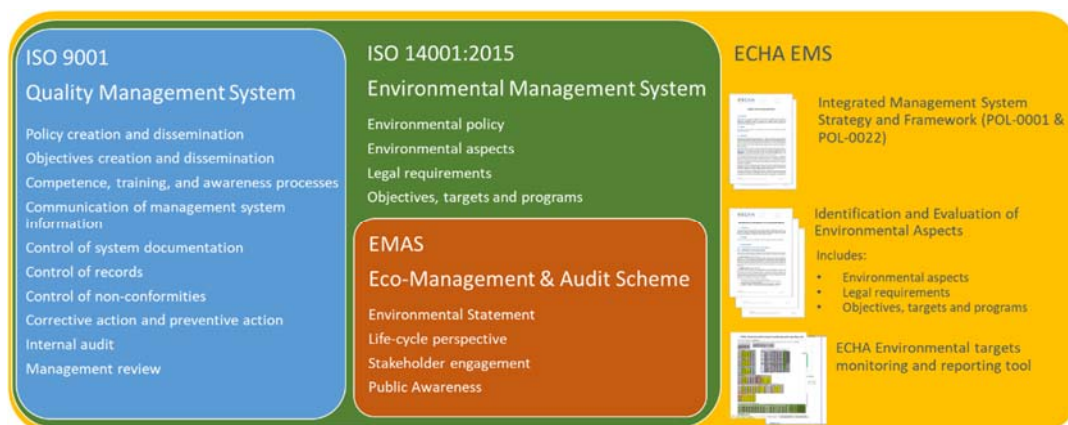 ISO 9001
Quality Management System
Policy creation and dissemination
Objectives creation and dissemination
Competence, training, and awareness processes
Communication of management system
information
Control of system documentation
Control of records
Control of non-conformities
Corrective action and preventive action
Internal audit
Management review
ISO 14001:2015
Environmental Management System
Environmental policy
Environmental aspects
Legal requirements
Objectives, targets and programs
EMAS
Eco-Management & Audit Scheme
Environmental Statement
Life-cycle perspective
Stakeholder engagement
Public Awareness
ECHA EMS
Integrated Management System
Strategy and Framework (POL-0001 &
POL-0022)
Identification and Evaluation of
Environmental Aspects
Includes:
• Environmental aspects
• Legal requirements
• Objectives, targets and programs
ECHA Environmental targets
monitoring and reporting tool